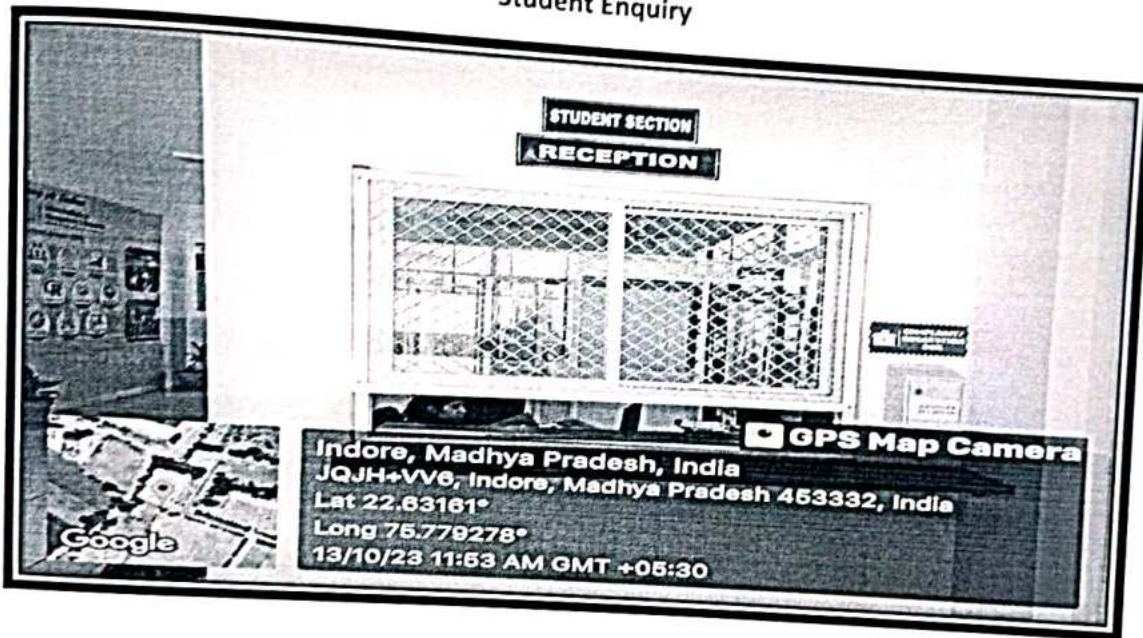 Student Enquiry
STUDENT SECTION
RECEPTION
GPS Map Camera
Indore, Madhya Pradesh, India
JQJH+VV6, Indore, Madhya Pradesh 453332, India
Lat 22.63161°
Long 75.779278°
13/10/23 11:53 AM GMT +05:30
Google